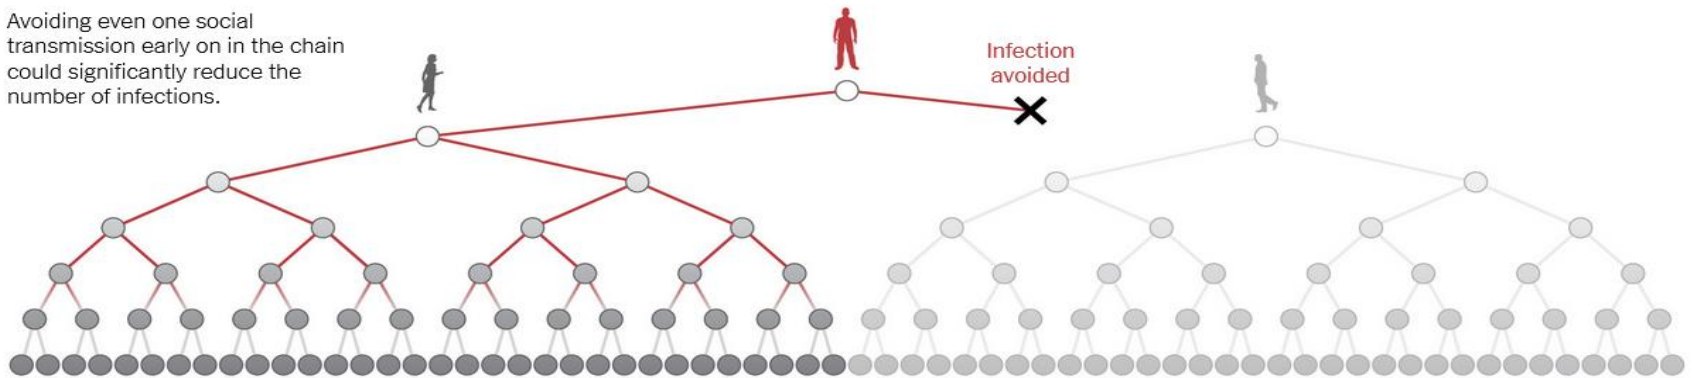 Avoiding even one social
transmission early on in the chain
could significantly reduce the
number of infections.
Infection
avoided